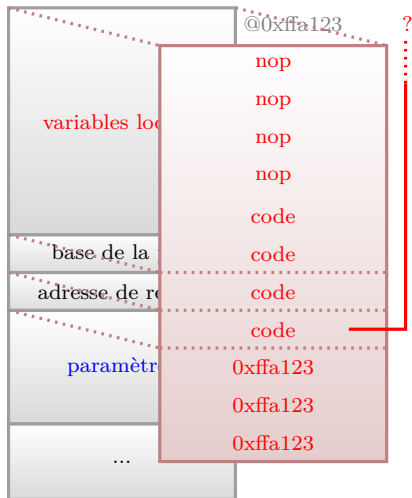 @0xffa123
?
variables loc
base de la
adresse de re
paramètre
...
nop
nop
nop
nop
code
code
code
code
0xffa123
0xffa123
0xffa123